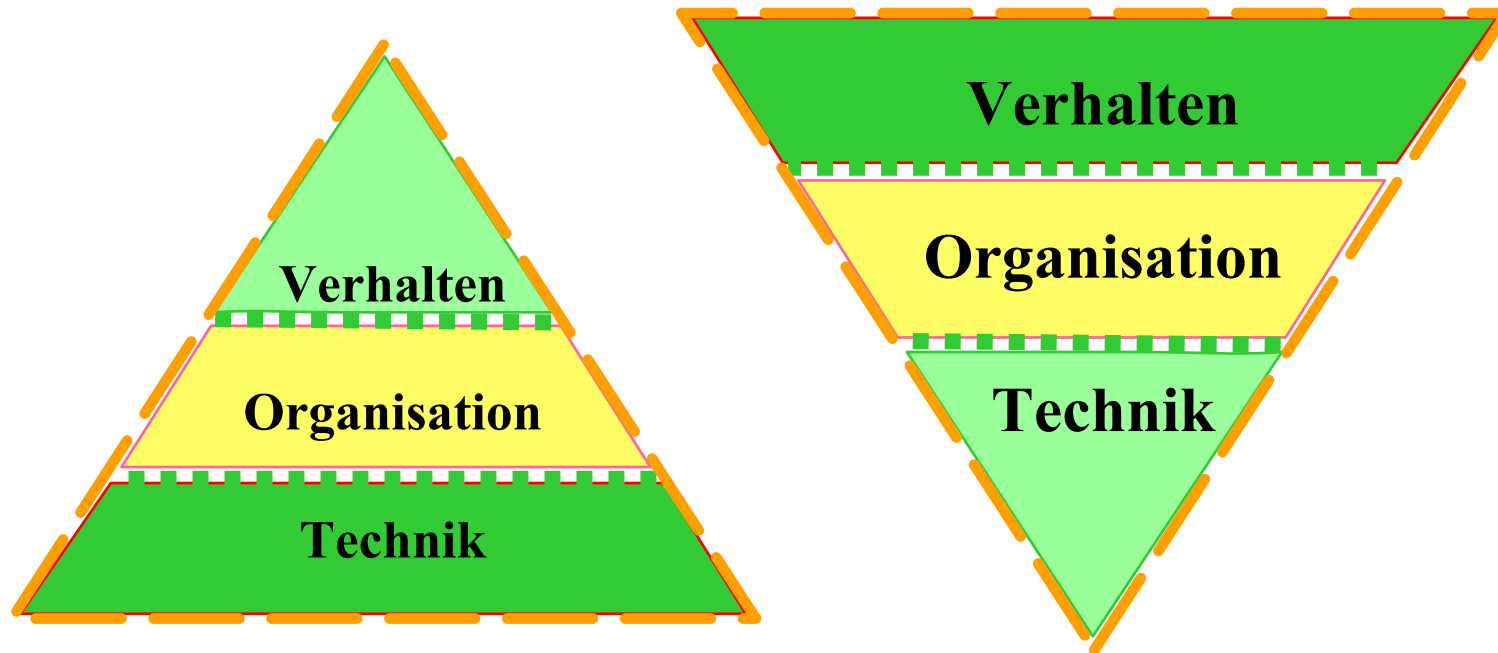 Verhalten
Organisation
Technik
Verhalten
Organisation
Technik